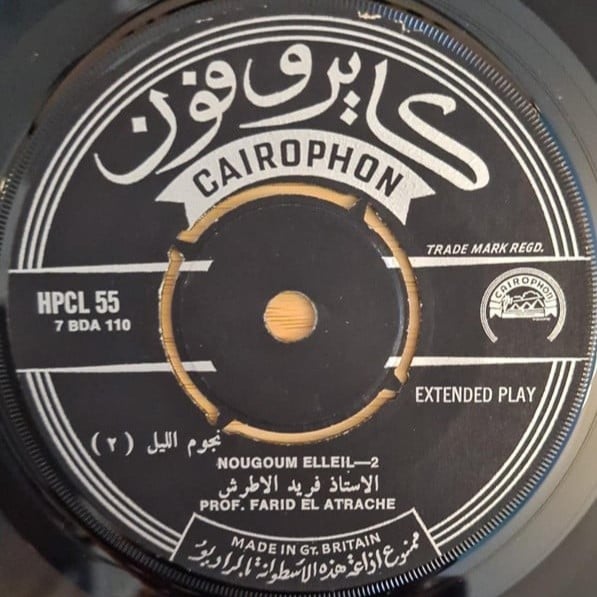 كايروفون
CAIROPHON
TRADE MARK REGD.
HPCL 55
7 BDA 110
CAIROPHON
EXTENDED PLAY
نجوم الليل (٢)
NOUGOUM ELLEIL—2
الاستاذ فريد الاطرش
PROF. FARID EL ATRACHE
MADE IN GT. BRITAIN
ممنوع اذاعة هذه الاسطوانة بالراديو